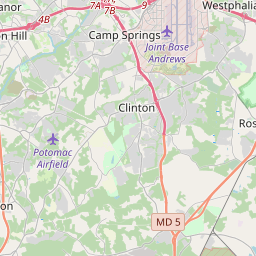 anor
Westphalia
7A
7B
9
4B
on Hill
Camp Springs
Joint Base
Andrews
Clinton
Ros
Potomac
Airfield
on
MD 5